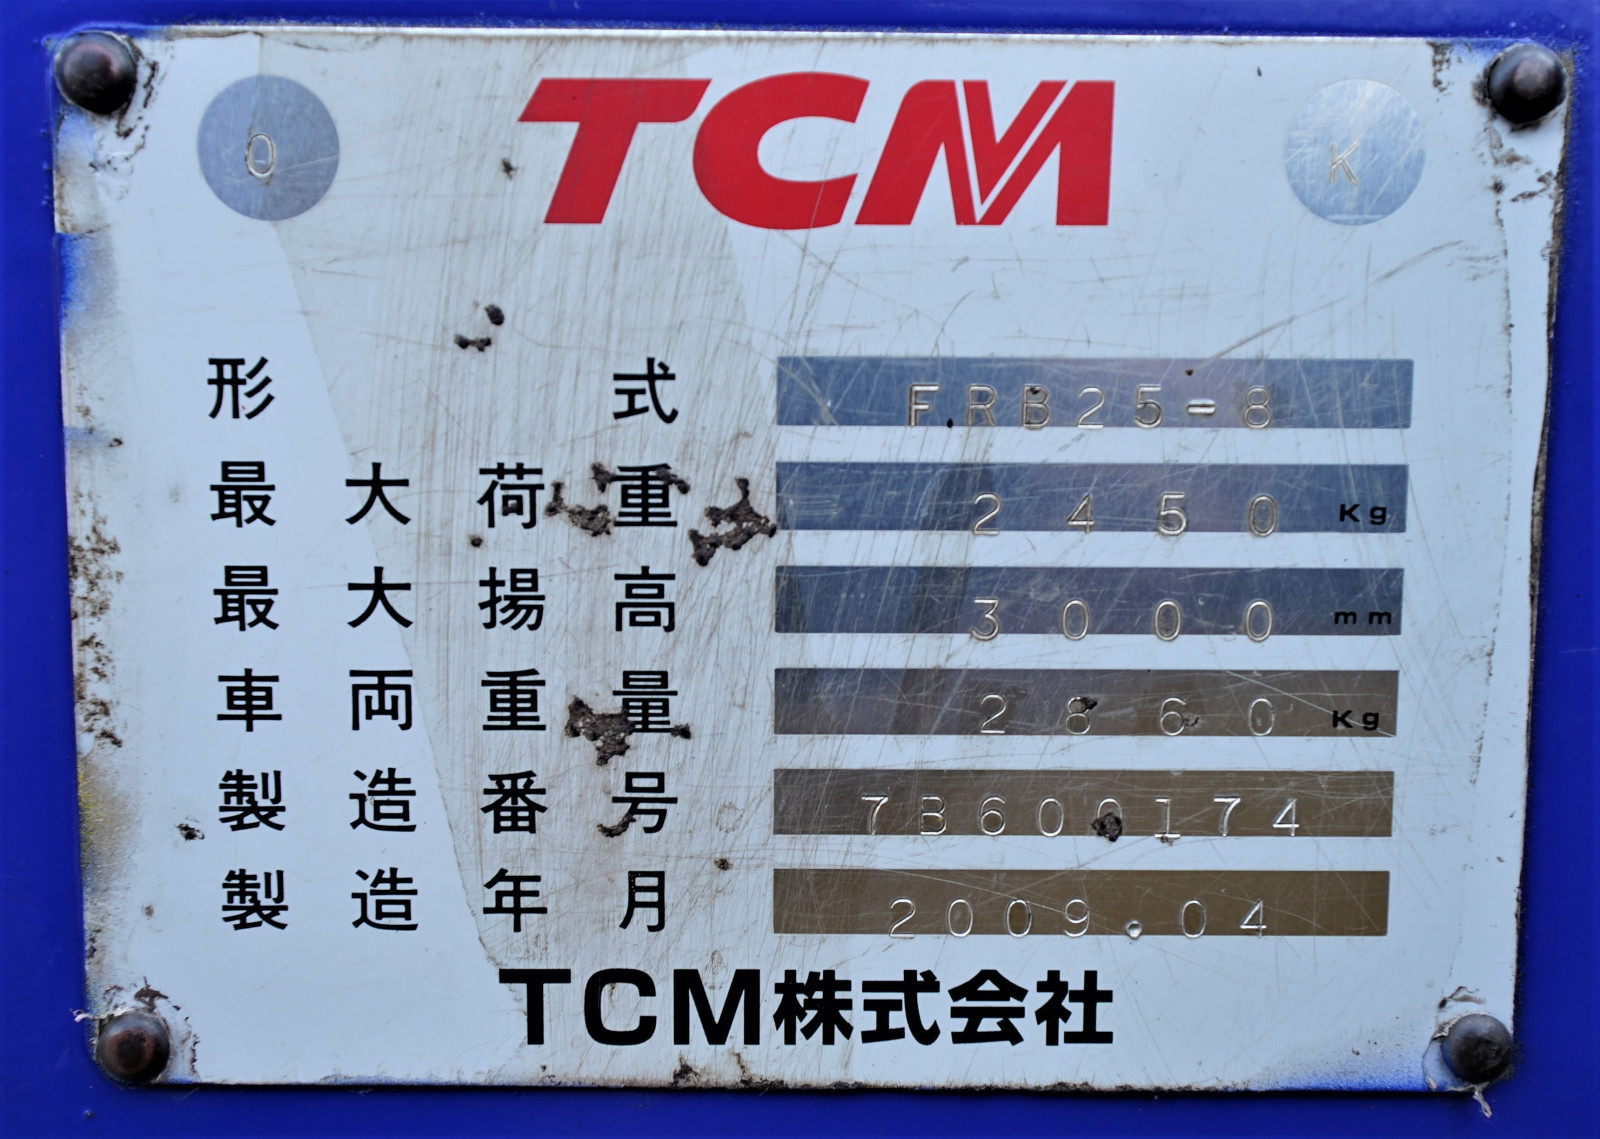 O TCM K
形式 FRB25-8
最大荷重 2450 Kg
最大揚高 3000 mm
車両重量 2860 Kg
製造番号 7B600174
製造年月 2009.04
TCM株式会社